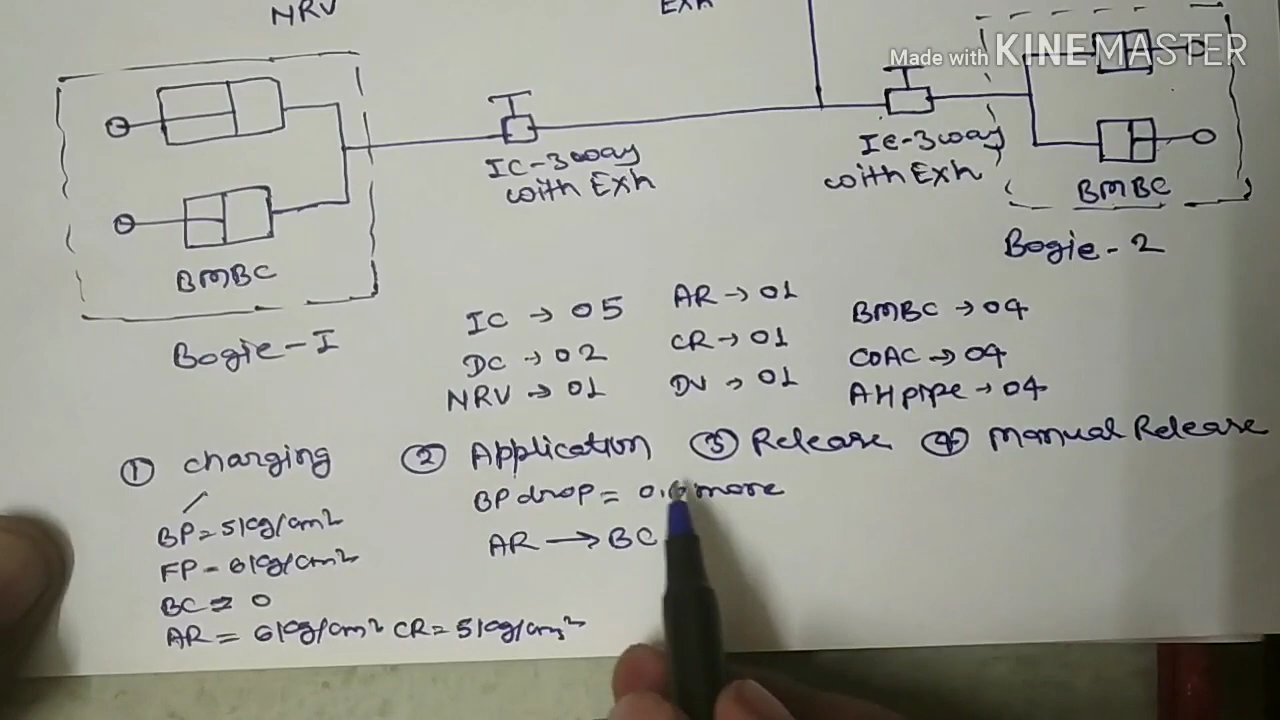 NRV
EXH
Made with KINEMASTER
IC-3way
with Exh
IC-3way
with Exh
BMBC
BMBC
Bogie-I
Bogie-2
IC → 05
AR → 01
BMBC → 04
DC → 02
CR → 01
COAC → 04
NRV → 01
DV → 01
AH pipe → 04
① charging
② Application
③ Release
④ Manual Release
BP = 5kg/cm²
BP drop = 0. more
FP - 6kg/cm²
AR → BC
BC = 0
AR = 6kg/cm² CR = 5kg/cm²